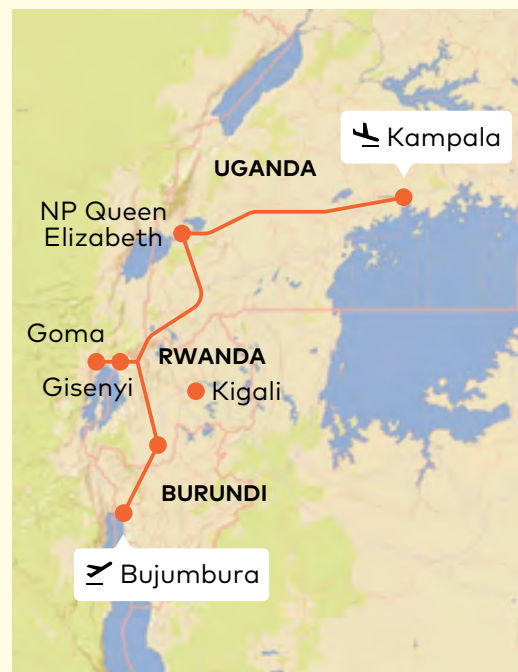 Kampala
UGANDA
NP Queen
Elizabeth
Goma
RWANDA
Gisenyi
Kigali
BURUNDI
Bujumbura